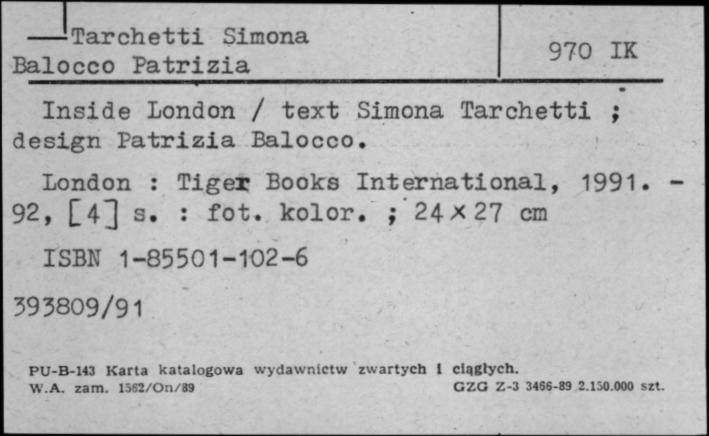 Tarchetti Simona
970 IK
Balocco Patrizia
Inside London / text Simona Tarchetti ;
design Patrizia Balocco.
London : Tiger Books International, 1991. -
92, [4] s. : fot. kolor. ; 24 × 27 cm
ISBN 1-85501-102-6
393809/91
PU-B-143 Karta katalogowa wydawnictw zwartych i ciągłych.
W.A. zam. 1562/On/89 GZG Z-3 3466-89 2.150.000 szt.